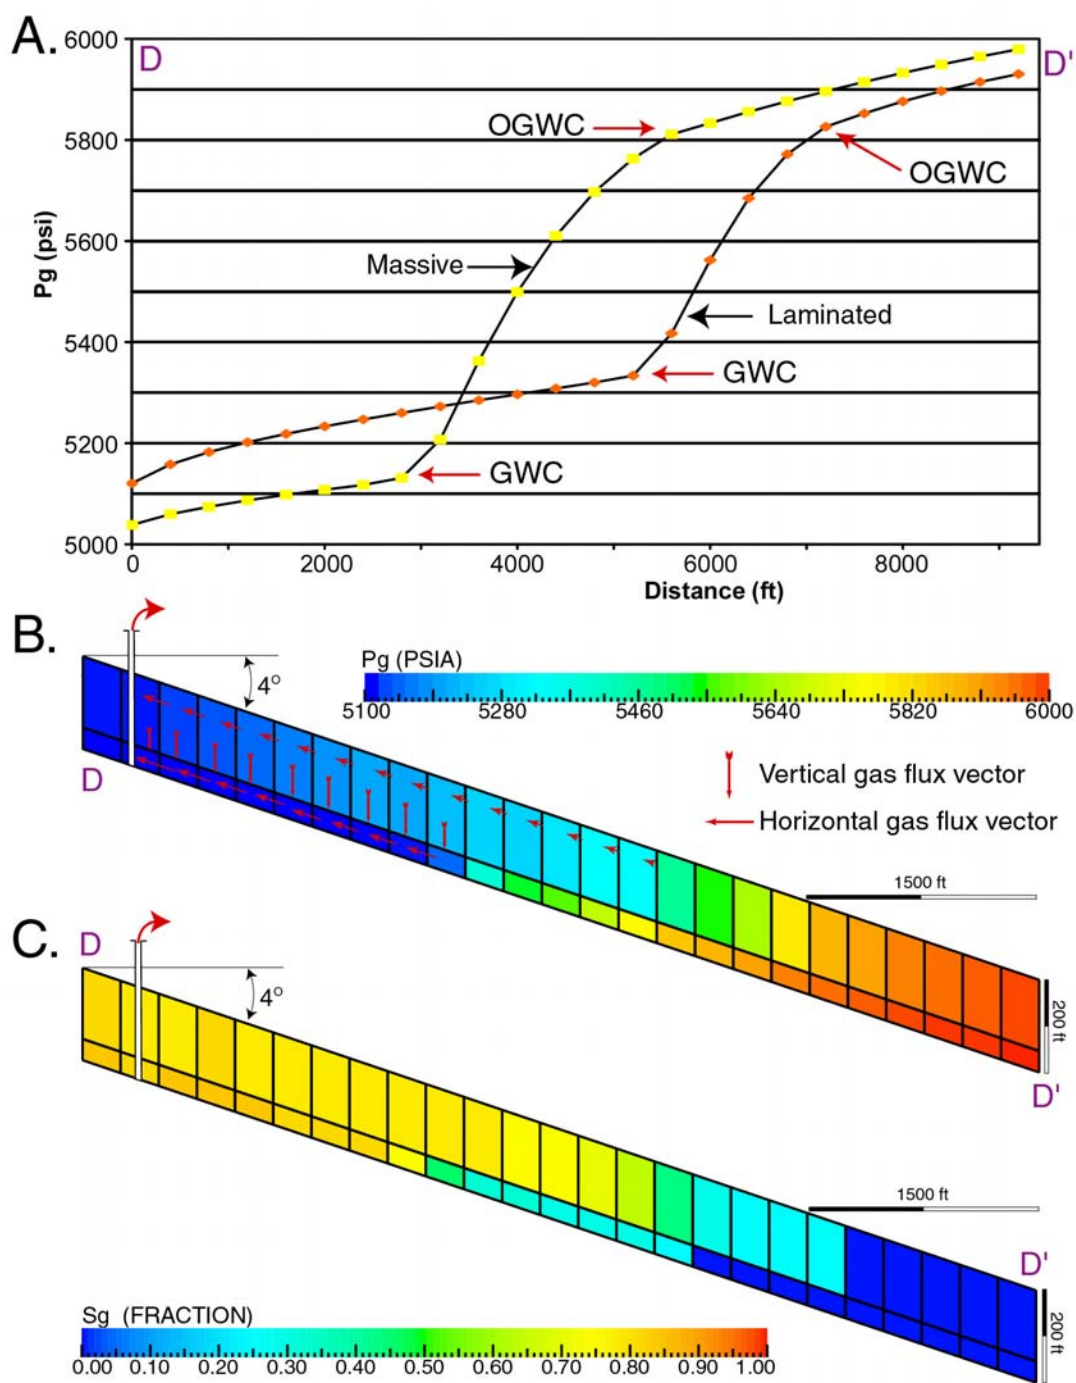 A.
6000
D
D'
OGWC
5800
OGWC
Pg (psi)
5600
Massive
Laminated
5400
GWC
5200
GWC
5000
0 2000 4000 6000 8000
Distance (ft)
B.
4°
Pg (PSIA)
5100 5280 5460 5640 5820 6000
D
Vertical gas flux vector
Horizontal gas flux vector
1500 ft
200 ft
D'
C.
D
4°
1500 ft
D'
200 ft
Sg (FRACTION)
0.00 0.10 0.20 0.30 0.40 0.50 0.60 0.70 0.80 0.90 1.00